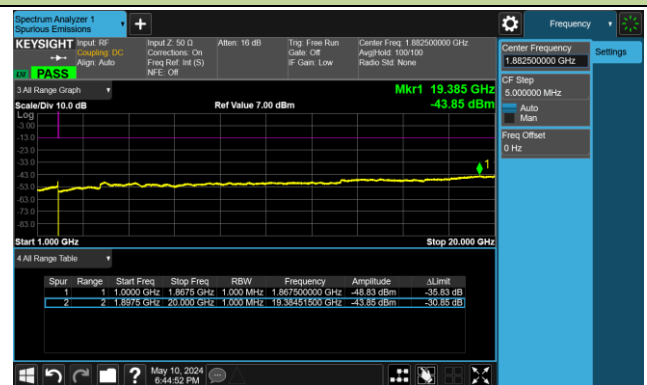 Spectrum Analyzer 1
Spurious Emissions
Frequency
KEYSIGHT
Input: RF
Coupling: DC
Align: Auto
Input Z: 50 Ω
Corrections: On
Freq Ref: Int (S)
NFE: Off
Atten: 16 dB
Trig: Free Run
Gate: Off
IF Gain: Low
Center Freq: 1.882500000 GHz
Avg|Hold: 100/100
Radio Std: None
PASS
Center Frequency
1.882500000 GHz
Settings
CF Step
5.000000 MHz
Auto
Man
Freq Offset
0 Hz
3 All Range Graph
Mkr1 19.385 GHz
Scale/Div 10.0 dB
Ref Value 7.00 dBm
-43.85 dBm
Log
-3.00
-13.0
-23.0
-33.0
-43.0
-53.0
-63.0
-73.0
-83.0
1
Start 1.000 GHz
Stop 20.000 GHz
4 All Range Table
Spur Range Start Freq Stop Freq RBW Frequency Amplitude ΔLimit
1 1 1.0000 GHz 1.8675 GHz 1.000 MHz 1.867500000 GHz -48.83 dBm -35.83 dB
2 2 1.8975 GHz 20.000 GHz 1.000 MHz 19.38451500 GHz -43.85 dBm -30.85 dB
May 10, 2024
6:44:52 PM